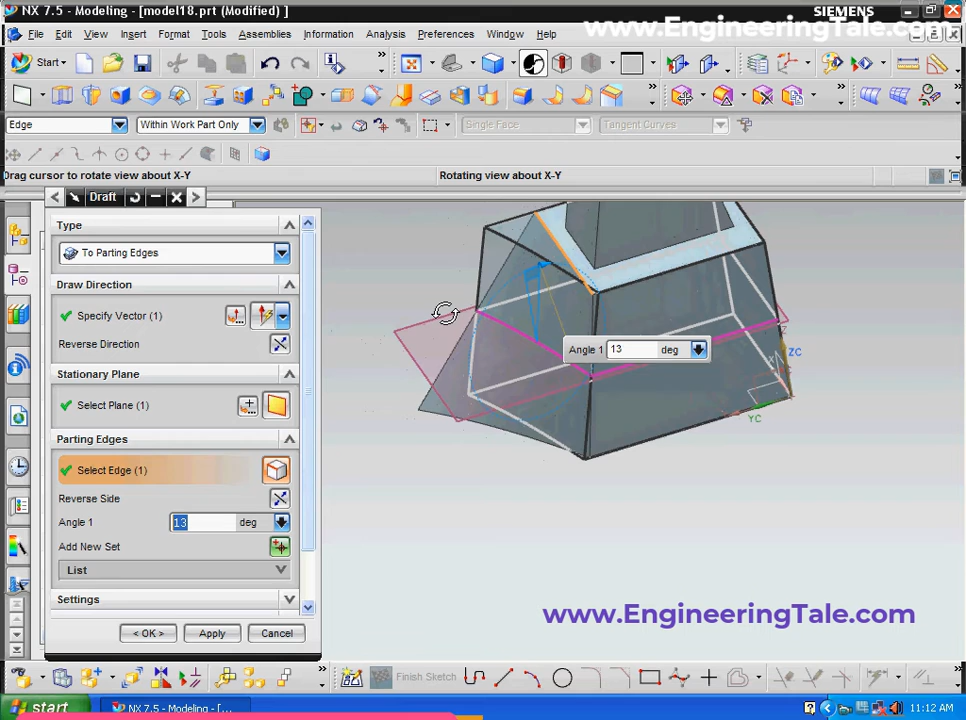 NX 7.5 - Modeling - [model18.prt (Modified) ]
SIEMENS
www.EngineeringTale.com
File Edit View Insert Format Tools Assemblies Information Analysis Preferences Window Help
Start
Edge
Within Work Part Only
Single Face
Tangent Curves
Drag cursor to rotate view about X-Y
Rotating view about X-Y
Draft
Type
To Parting Edges
Draw Direction
Specify Vector (1)
Reverse Direction
Stationary Plane
Select Plane (1)
Parting Edges
Select Edge (1)
Reverse Side
Angle 1
13
deg
Add New Set
List
Settings
< OK >
Apply
Cancel
Angle 1 13 deg
ZC
YC
www.EngineeringTale.com
Finish Sketch
start
NX 7.5 - Modeling - [...
11:12 AM